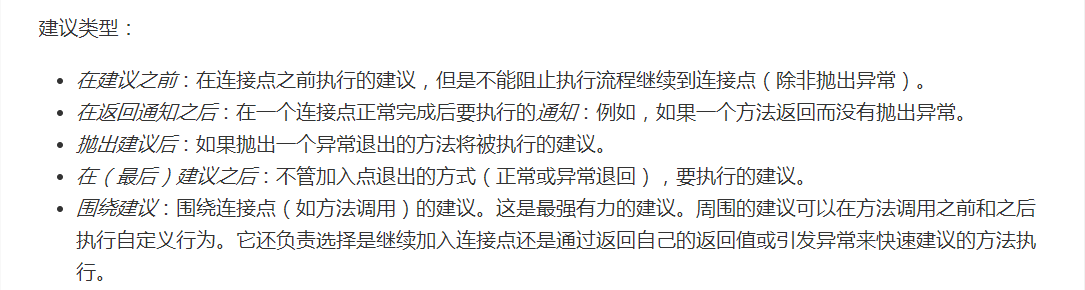 建议类型：
• 在建议之前：在连接点之前执行的建议，但是不能阻止执行流程继续到连接点（除非抛出异常）。
• 在返回通知之后：在一个连接点正常完成后要执行的通知：例如，如果一个方法返回而没有抛出异常。
• 抛出建议后：如果抛出一个异常退出的方法将被执行的建议。
• 在（最后）建议之后：不管加入点退出的方式（正常或异常退回），要执行的建议。
• 围绕建议：围绕连接点（如方法调用）的建议。这是最强有力的建议。周围的建议可以在方法调用之前和之后
执行自定义行为。它还负责选择是继续加入连接点还是通过返回自己的返回值或引发异常来快速建议的方法执
行。